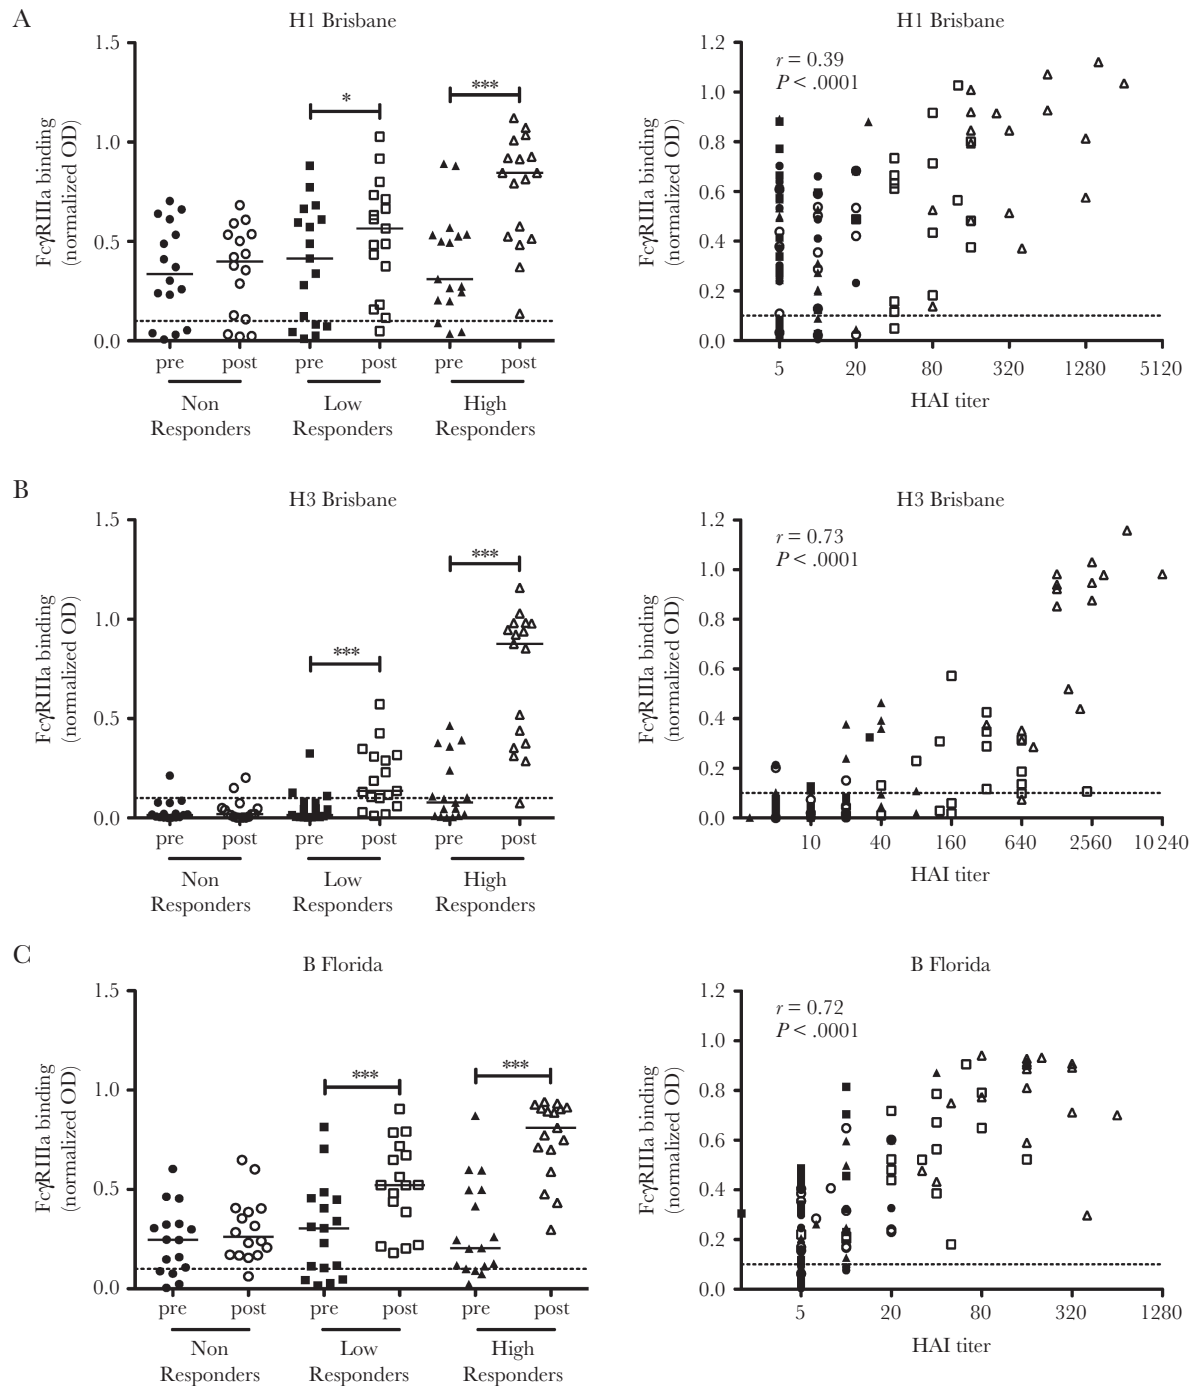 A
H1 Brisbane
1.5
1.0
0.5
0.0
FcγRIIIa binding
(normalized OD)
*
***
pre
post
pre
post
pre
post
Non
Responders
Low
Responders
High
Responders
H1 Brisbane
r = 0.39
P < .0001
1.2
1.0
0.8
0.6
0.4
0.2
0.0
FcγRIIIa binding
(normalized OD)
5
20
80
320
1280
5120
HAI titer
B
H3 Brisbane
1.5
1.0
0.5
0.0
FcγRIIIa binding
(normalized OD)
***
***
pre
post
pre
post
pre
post
Non
Responders
Low
Responders
High
Responders
H3 Brisbane
r = 0.73
P < .0001
1.2
1.0
0.8
0.6
0.4
0.2
0.0
FcγRIIIa binding
(normalized OD)
10
40
160
640
2560
10 240
HAI titer
C
B Florida
1.5
1.0
0.5
0.0
FcγRIIIa binding
(normalized OD)
***
***
pre
post
pre
post
pre
post
Non
Responders
Low
Responders
High
Responders
B Florida
r = 0.72
P < .0001
1.2
1.0
0.8
0.6
0.4
0.2
0.0
FcγRIIIa binding
(normalized OD)
5
20
80
320
1280
HAI titer